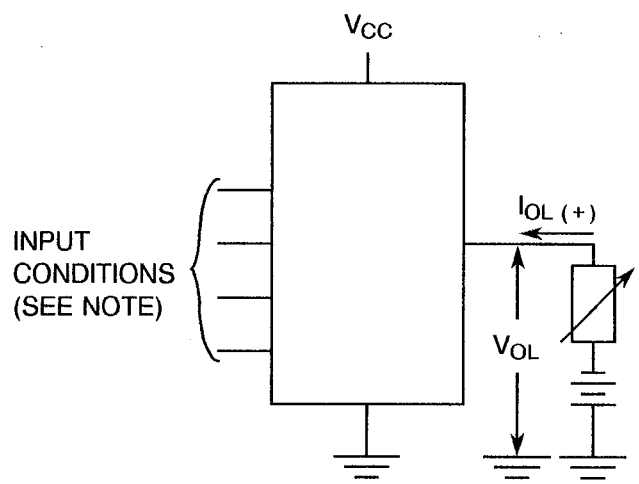 VCC
INPUT
CONDITIONS
(SEE NOTE)
IOL (+)
VOL